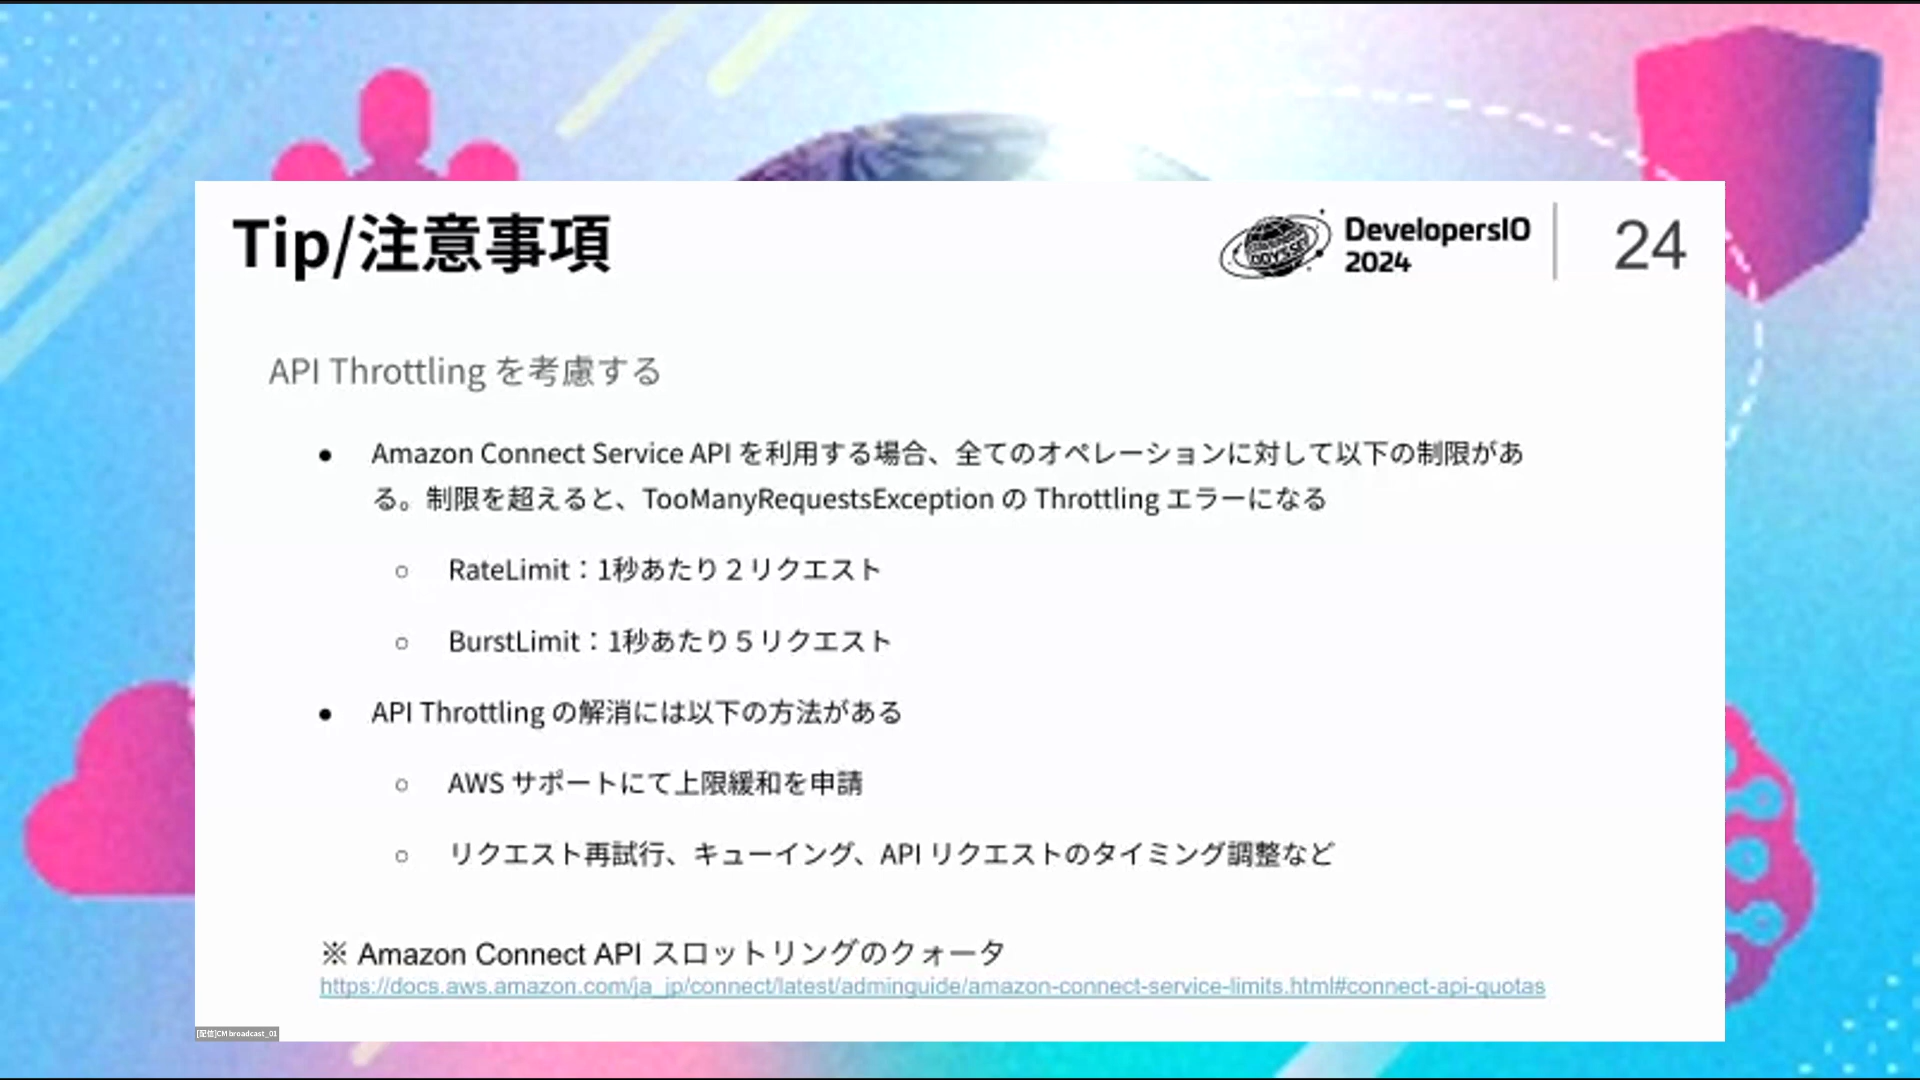 Tip/注意事項
DevelopersIO
2024
24
API Throttling を考慮する
● Amazon Connect Service API を利用する場合、全てのオペレーションに対して以下の制限があ
る。制限を超えると、TooManyRequestsException の Throttling エラーになる
○ RateLimit：1秒あたり２リクエスト
○ BurstLimit：1秒あたり５リクエスト
● API Throttling の解消には以下の方法がある
○ AWS サポートにて上限緩和を申請
○ リクエスト再試行、キューイング、API リクエストのタイミング調整など
※ Amazon Connect API スロットリングのクォータ
https://docs.aws.amazon.com/ja_jp/connect/latest/adminguide/amazon-connect-service-limits.html#connect-api-quotas
[配信]CM broadcast_01